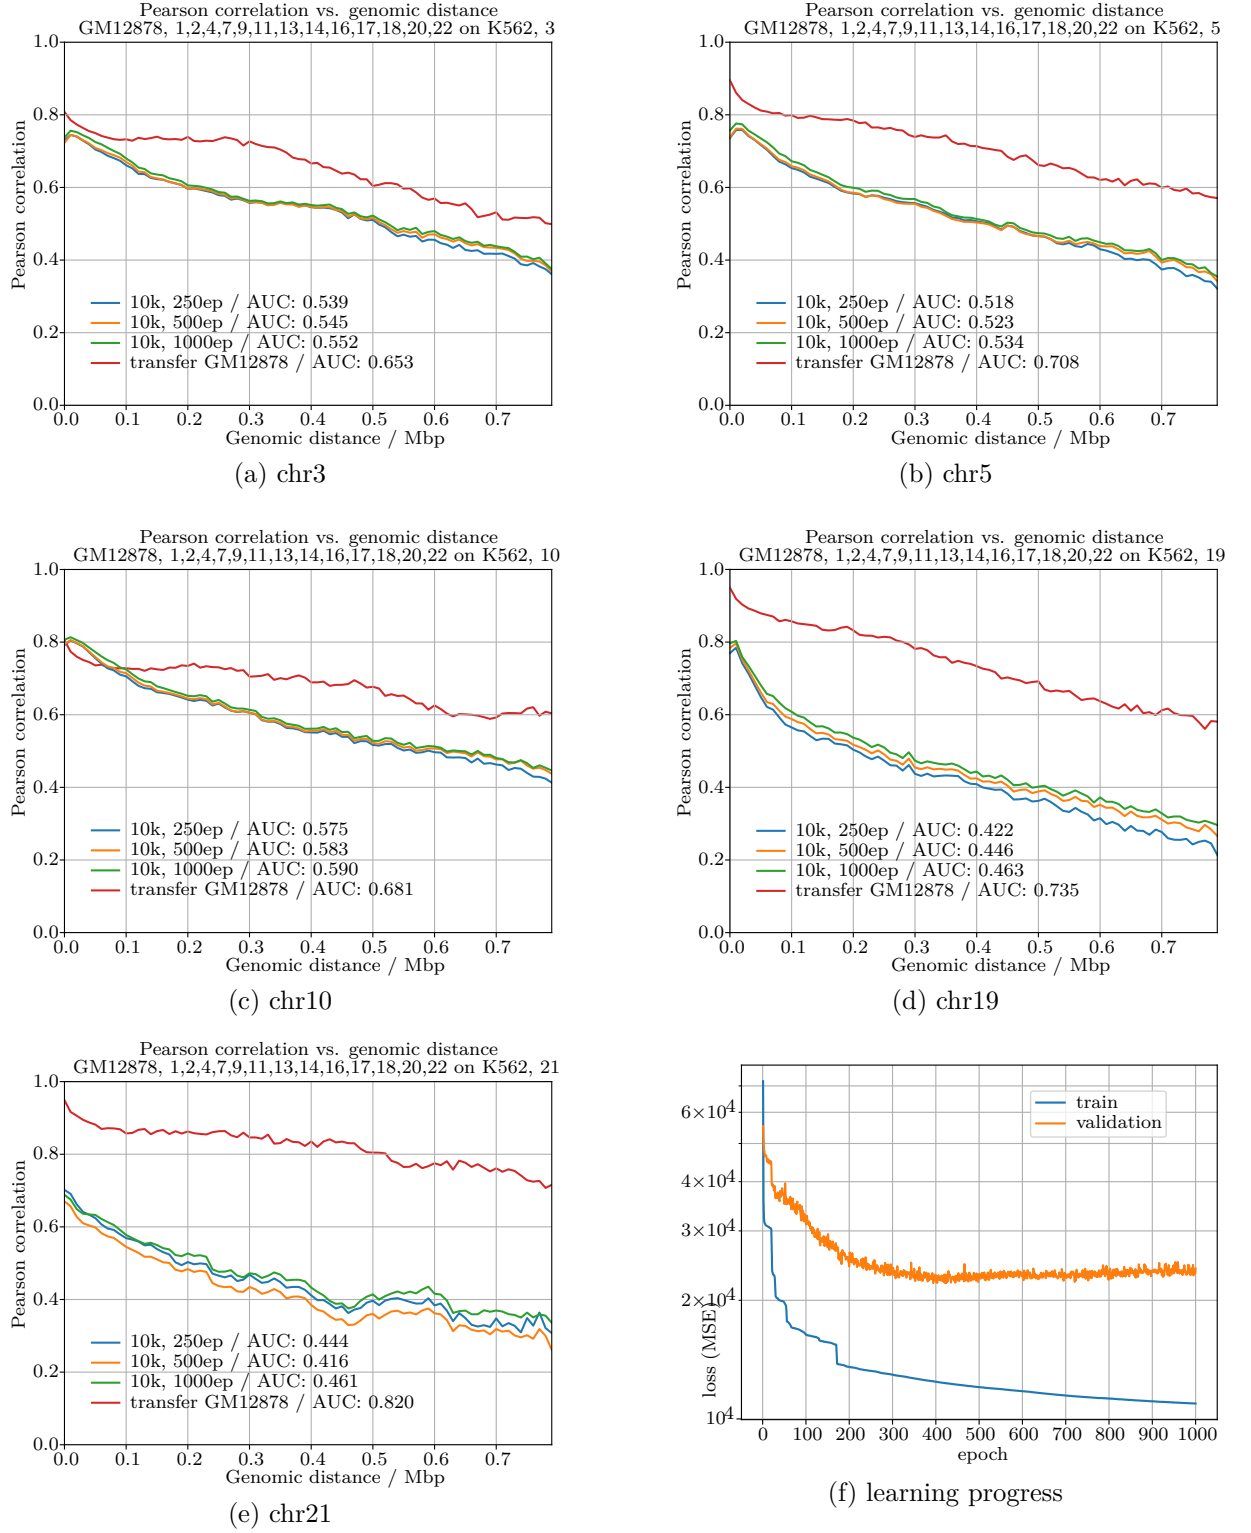 Pearson correlation vs. genomic distance
GM12878, 1,2,4,7,9,11,13,14,16,17,18,20,22 on K562, 3
1.0
0.8
0.6
0.4
0.2
0.0
Pearson correlation
10k, 250ep / AUC: 0.539
10k, 500ep / AUC: 0.545
10k, 1000ep / AUC: 0.552
transfer GM12878 / AUC: 0.653
0.0 0.1 0.2 0.3 0.4 0.5 0.6 0.7
Genomic distance / Mbp
(a) chr3
Pearson correlation vs. genomic distance
GM12878, 1,2,4,7,9,11,13,14,16,17,18,20,22 on K562, 5
1.0
0.8
0.6
0.4
0.2
0.0
Pearson correlation
10k, 250ep / AUC: 0.518
10k, 500ep / AUC: 0.523
10k, 1000ep / AUC: 0.534
transfer GM12878 / AUC: 0.708
0.0 0.1 0.2 0.3 0.4 0.5 0.6 0.7
Genomic distance / Mbp
(b) chr5
Pearson correlation vs. genomic distance
GM12878, 1,2,4,7,9,11,13,14,16,17,18,20,22 on K562, 10
1.0
0.8
0.6
0.4
0.2
0.0
Pearson correlation
10k, 250ep / AUC: 0.575
10k, 500ep / AUC: 0.583
10k, 1000ep / AUC: 0.590
transfer GM12878 / AUC: 0.681
0.0 0.1 0.2 0.3 0.4 0.5 0.6 0.7
Genomic distance / Mbp
(c) chr10
Pearson correlation vs. genomic distance
GM12878, 1,2,4,7,9,11,13,14,16,17,18,20,22 on K562, 19
1.0
0.8
0.6
0.4
0.2
0.0
Pearson correlation
10k, 250ep / AUC: 0.422
10k, 500ep / AUC: 0.446
10k, 1000ep / AUC: 0.463
transfer GM12878 / AUC: 0.735
0.0 0.1 0.2 0.3 0.4 0.5 0.6 0.7
Genomic distance / Mbp
(d) chr19
Pearson correlation vs. genomic distance
GM12878, 1,2,4,7,9,11,13,14,16,17,18,20,22 on K562, 21
1.0
0.8
0.6
0.4
0.2
0.0
Pearson correlation
10k, 250ep / AUC: 0.444
10k, 500ep / AUC: 0.416
10k, 1000ep / AUC: 0.461
transfer GM12878 / AUC: 0.820
0.0 0.1 0.2 0.3 0.4 0.5 0.6 0.7
Genomic distance / Mbp
(e) chr21
train
validation
6×10⁴
4×10⁴
3×10⁴
2×10⁴
10⁴
loss (MSE)
0 100 200 300 400 500 600 700 800 900 1000
epoch
(f) learning progress